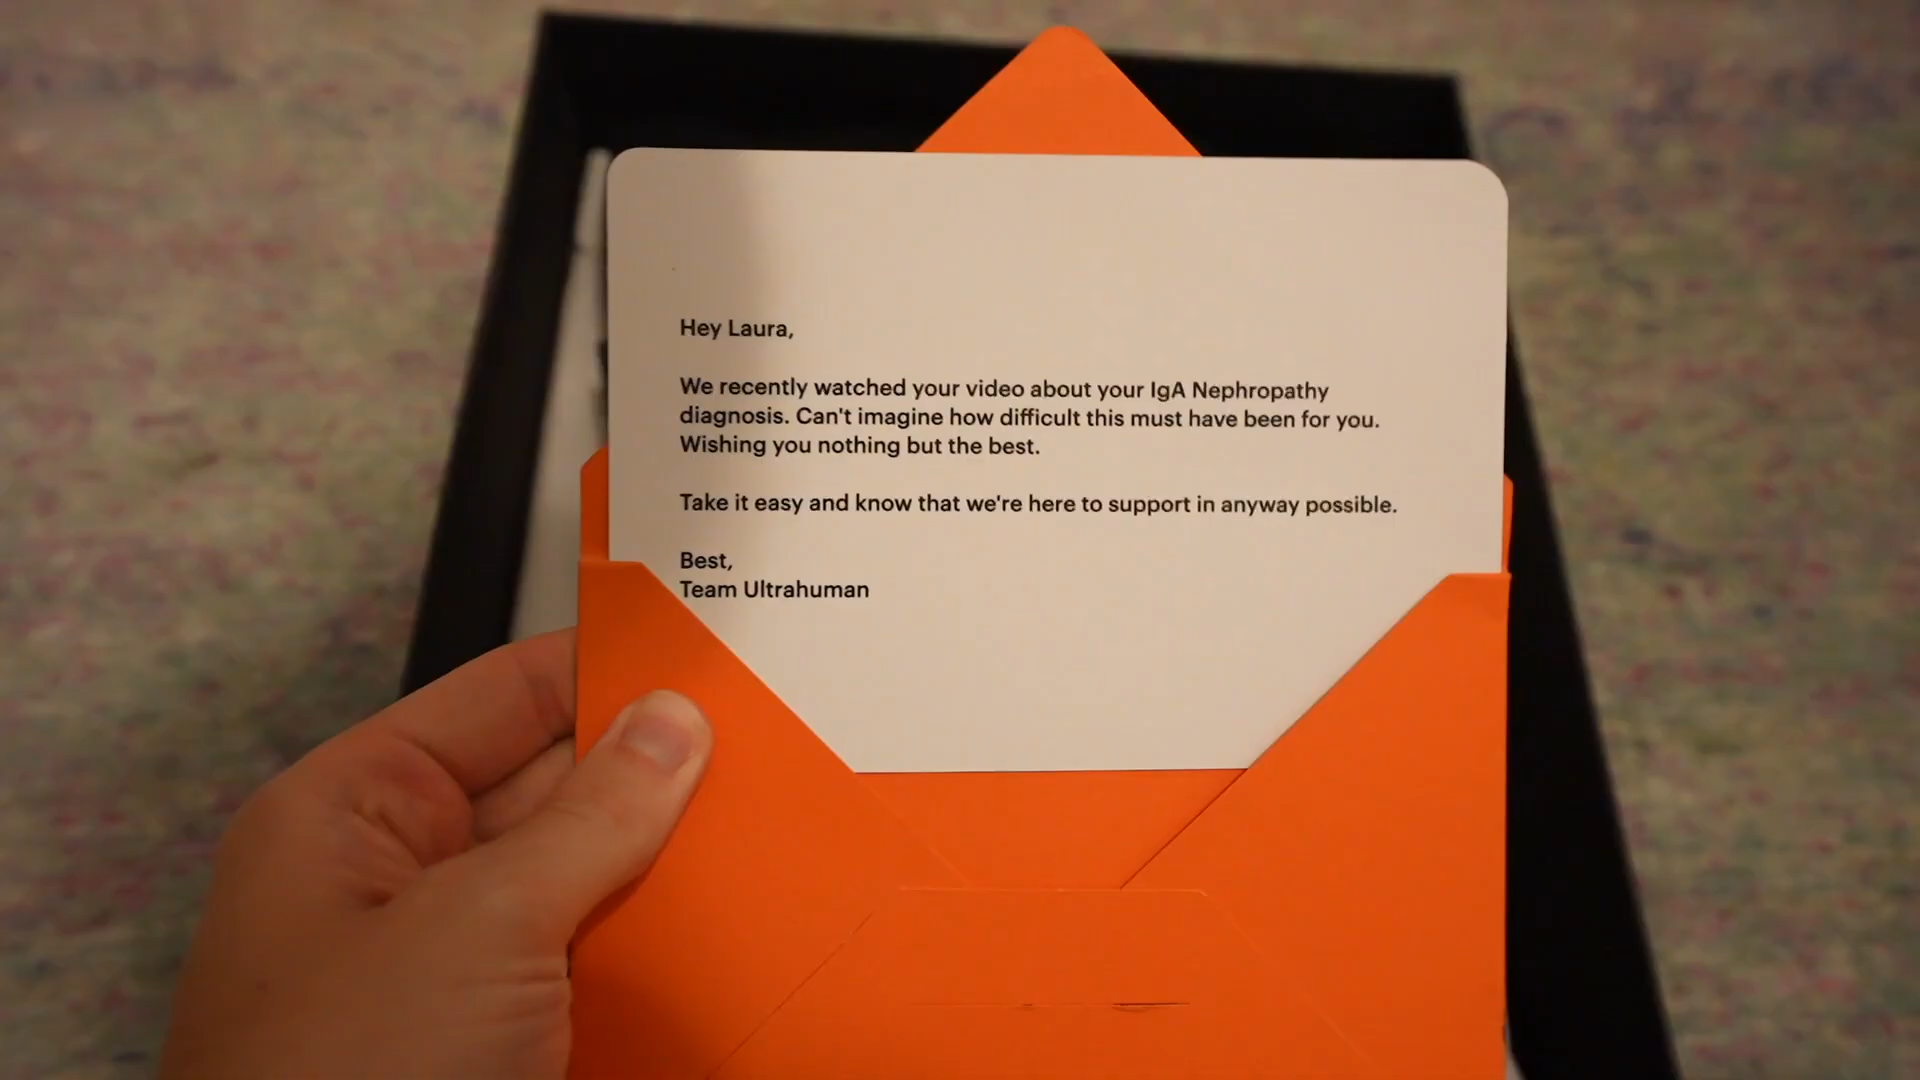 Hey Laura,
We recently watched your video about your IgA Nephropathy
diagnosis. Can't imagine how difficult this must have been for you.
Wishing you nothing but the best.
Take it easy and know that we're here to support in anyway possible.
Best,
Team Ultrahuman